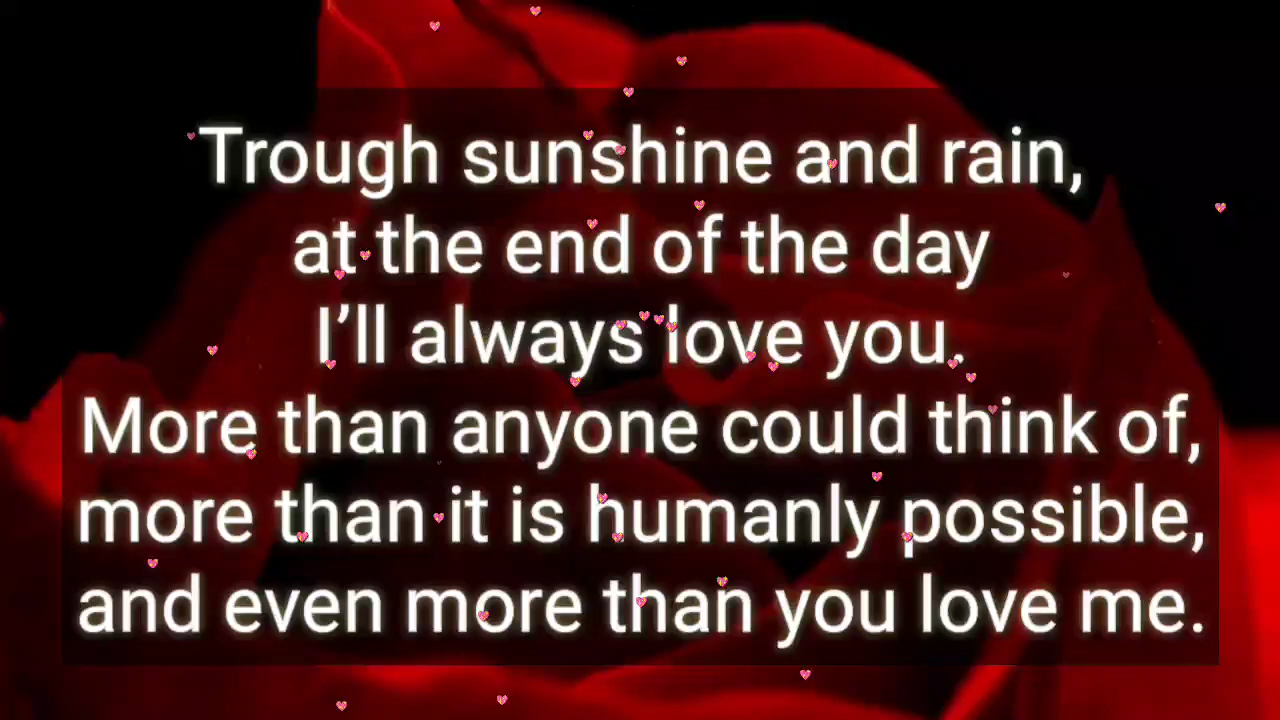 Trough sunshine and rain,
at the end of the day
I’ll always love you.
More than anyone could think of,
more than it is humanly possible,
and even more than you love me.